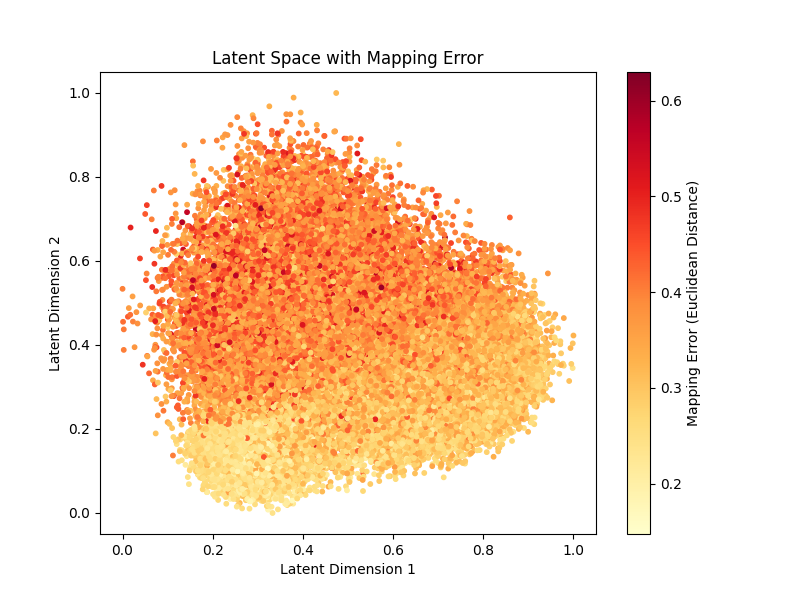 Latent Space with Mapping Error
Latent Dimension 2
1.0
0.8
0.6
0.4
0.2
0.0
0.0 0.2 0.4 0.6 0.8 1.0
Latent Dimension 1
0.6
0.5
0.4
0.3
0.2
Mapping Error (Euclidean Distance)